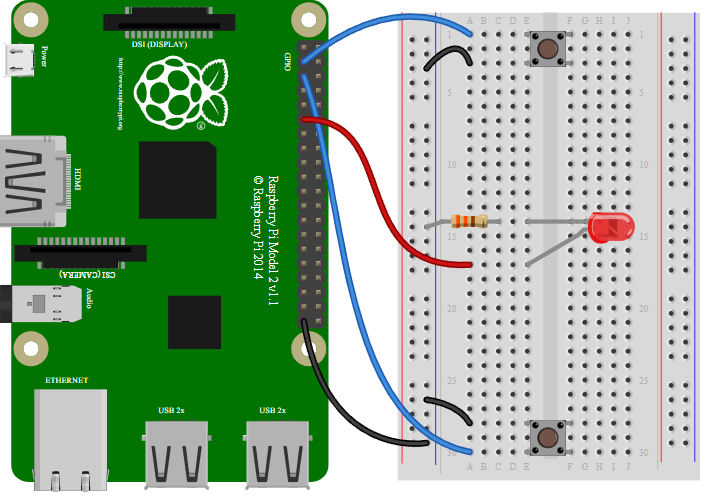 DSI (DISPLAY)
Power
http://www.raspberrypi.org
GPIO
HDMI
Raspberry Pi Model 2 v1.1
© Raspberry Pi 2014
CSI (CAMERA)
Audio
ETHERNET
USB 2x
USB 2x
A B C D E F G H I J
1 1
5 5
10 10
15 15
20 20
25 25
30 30
A B C D E F G H I J